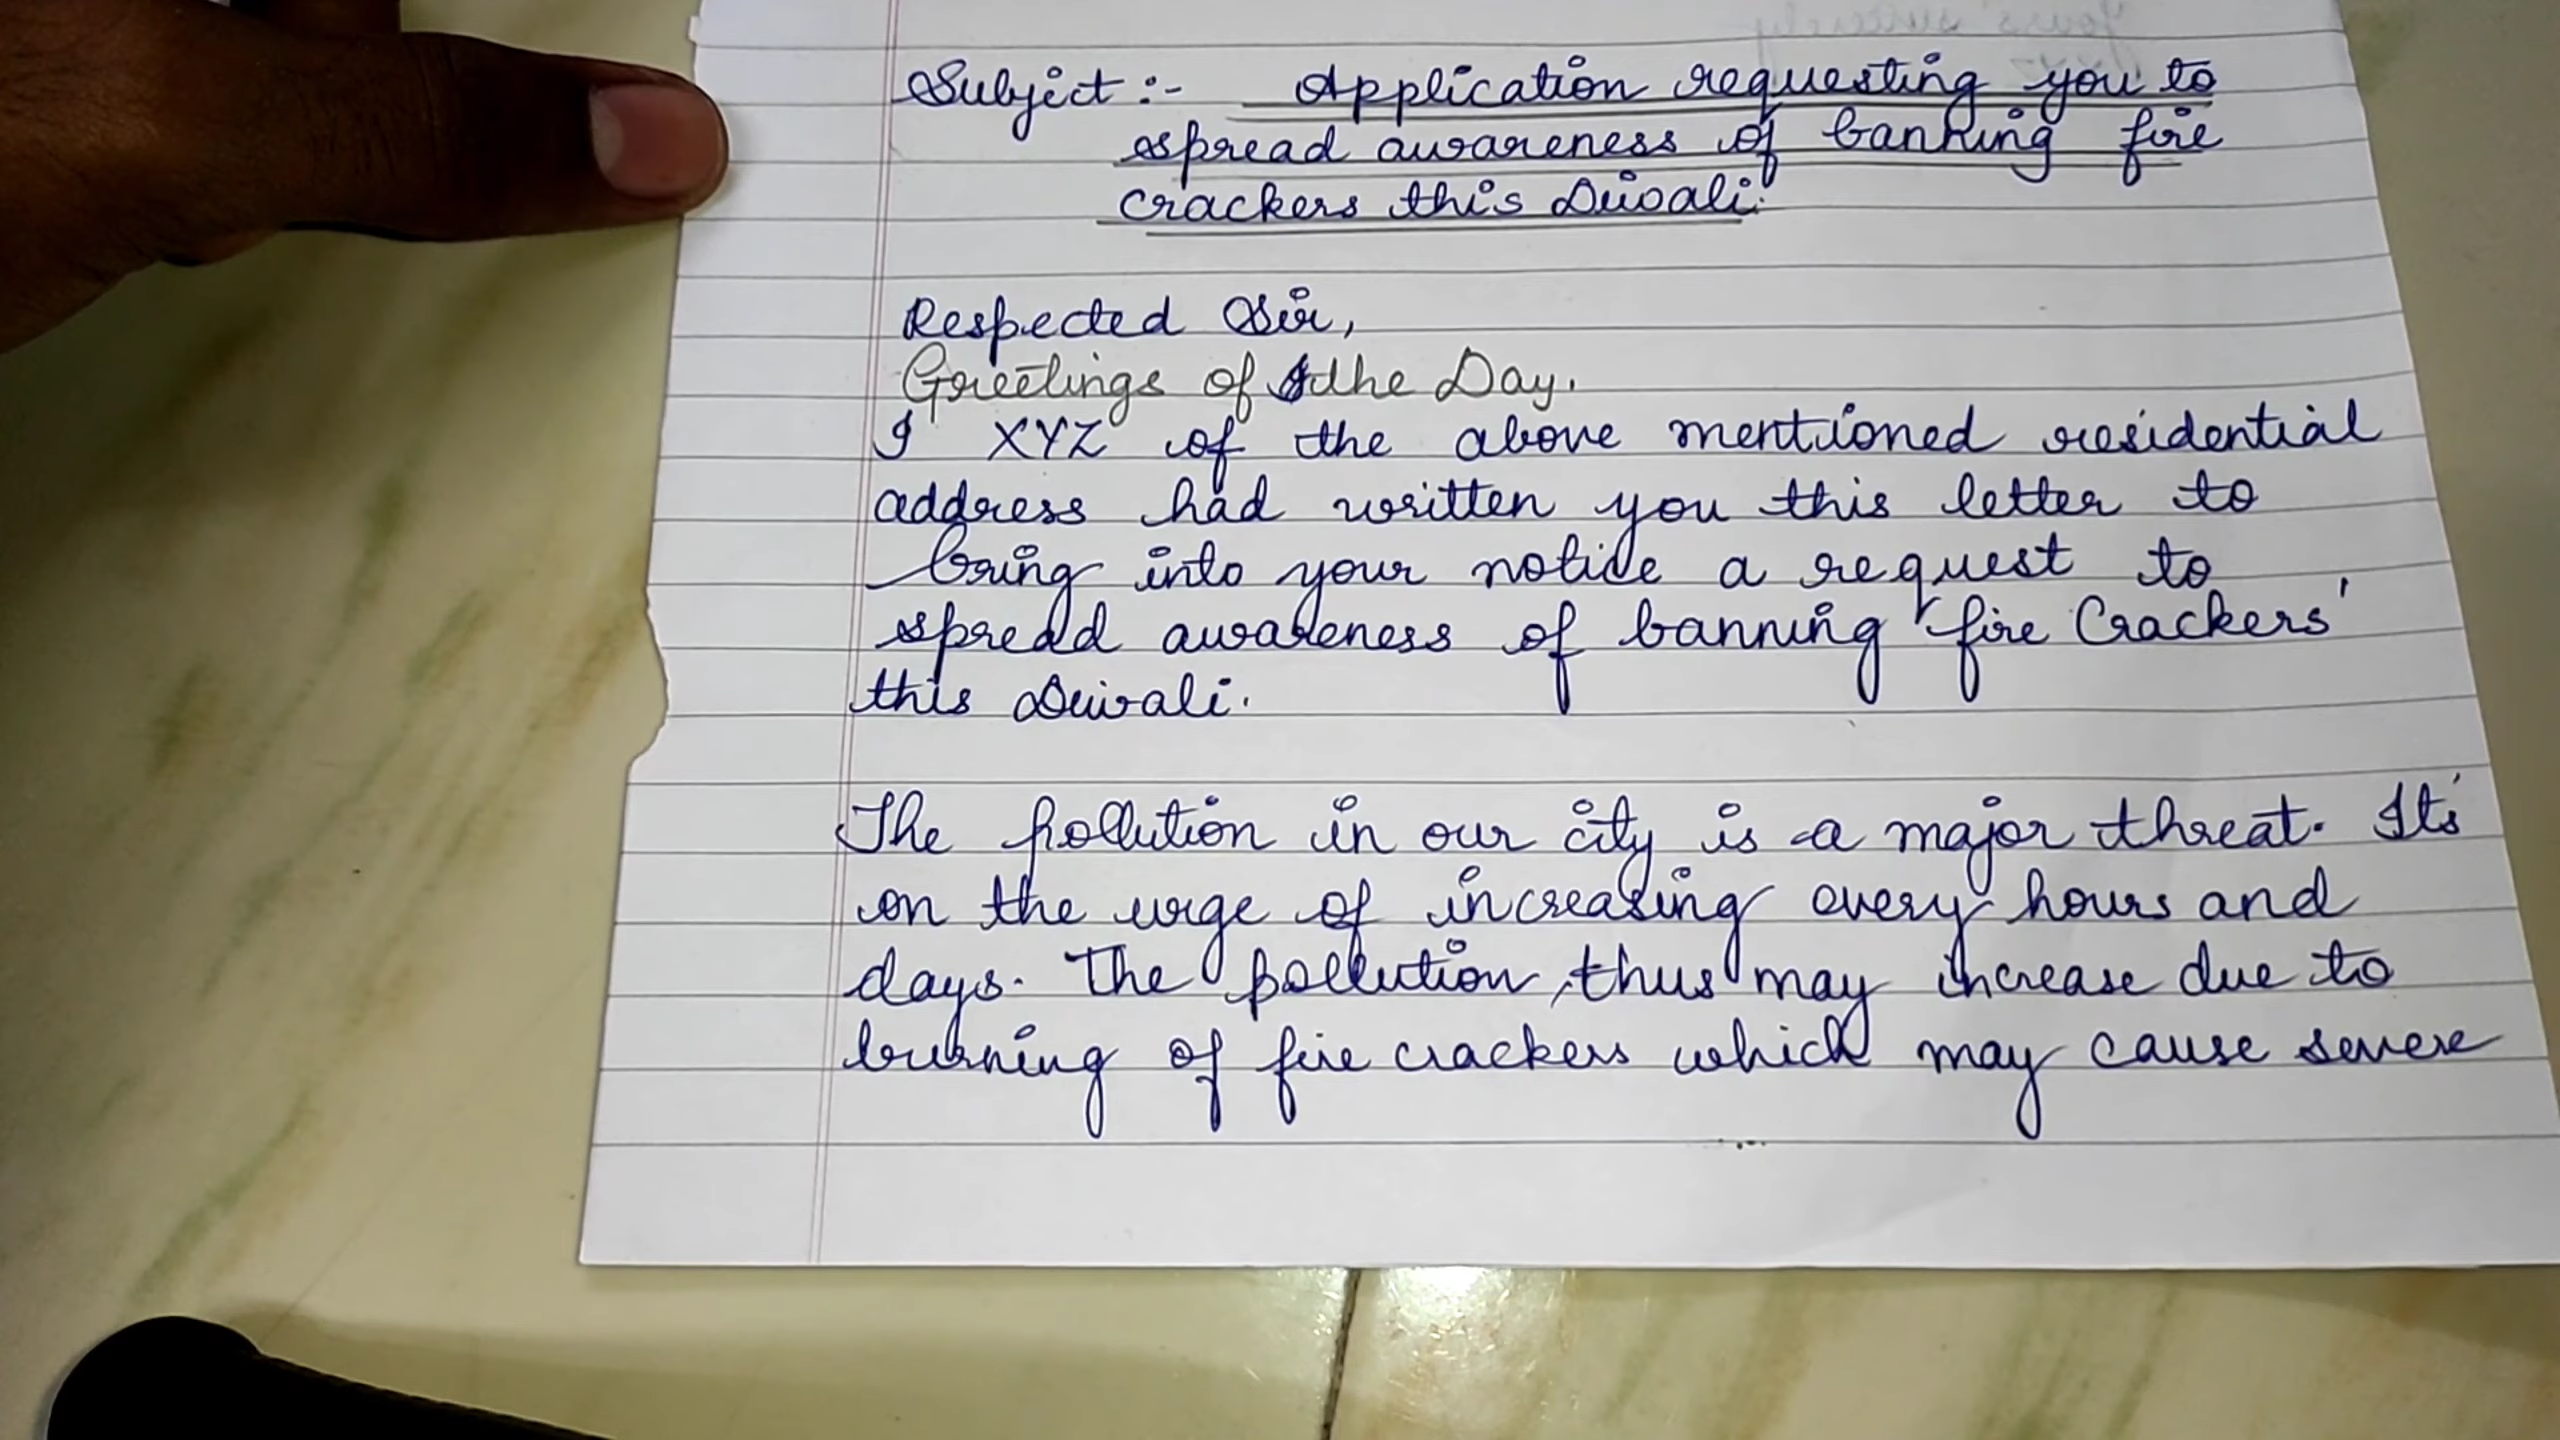 Subject :- Application requesting you to
spread awareness of banning fire
crackers this Diwali.
Respected Sir,
Greetings of the Day.
I XYZ of the above mentioned residential
address had written you this letter to
bring into your notice a request to
spread awareness of banning 'fire Crackers'
this Diwali.
The pollution in our city is a major threat. It's
on the urge of increasing every hours and
days. The pollution, thus may increase due to
burning of fire crackers which may cause severe